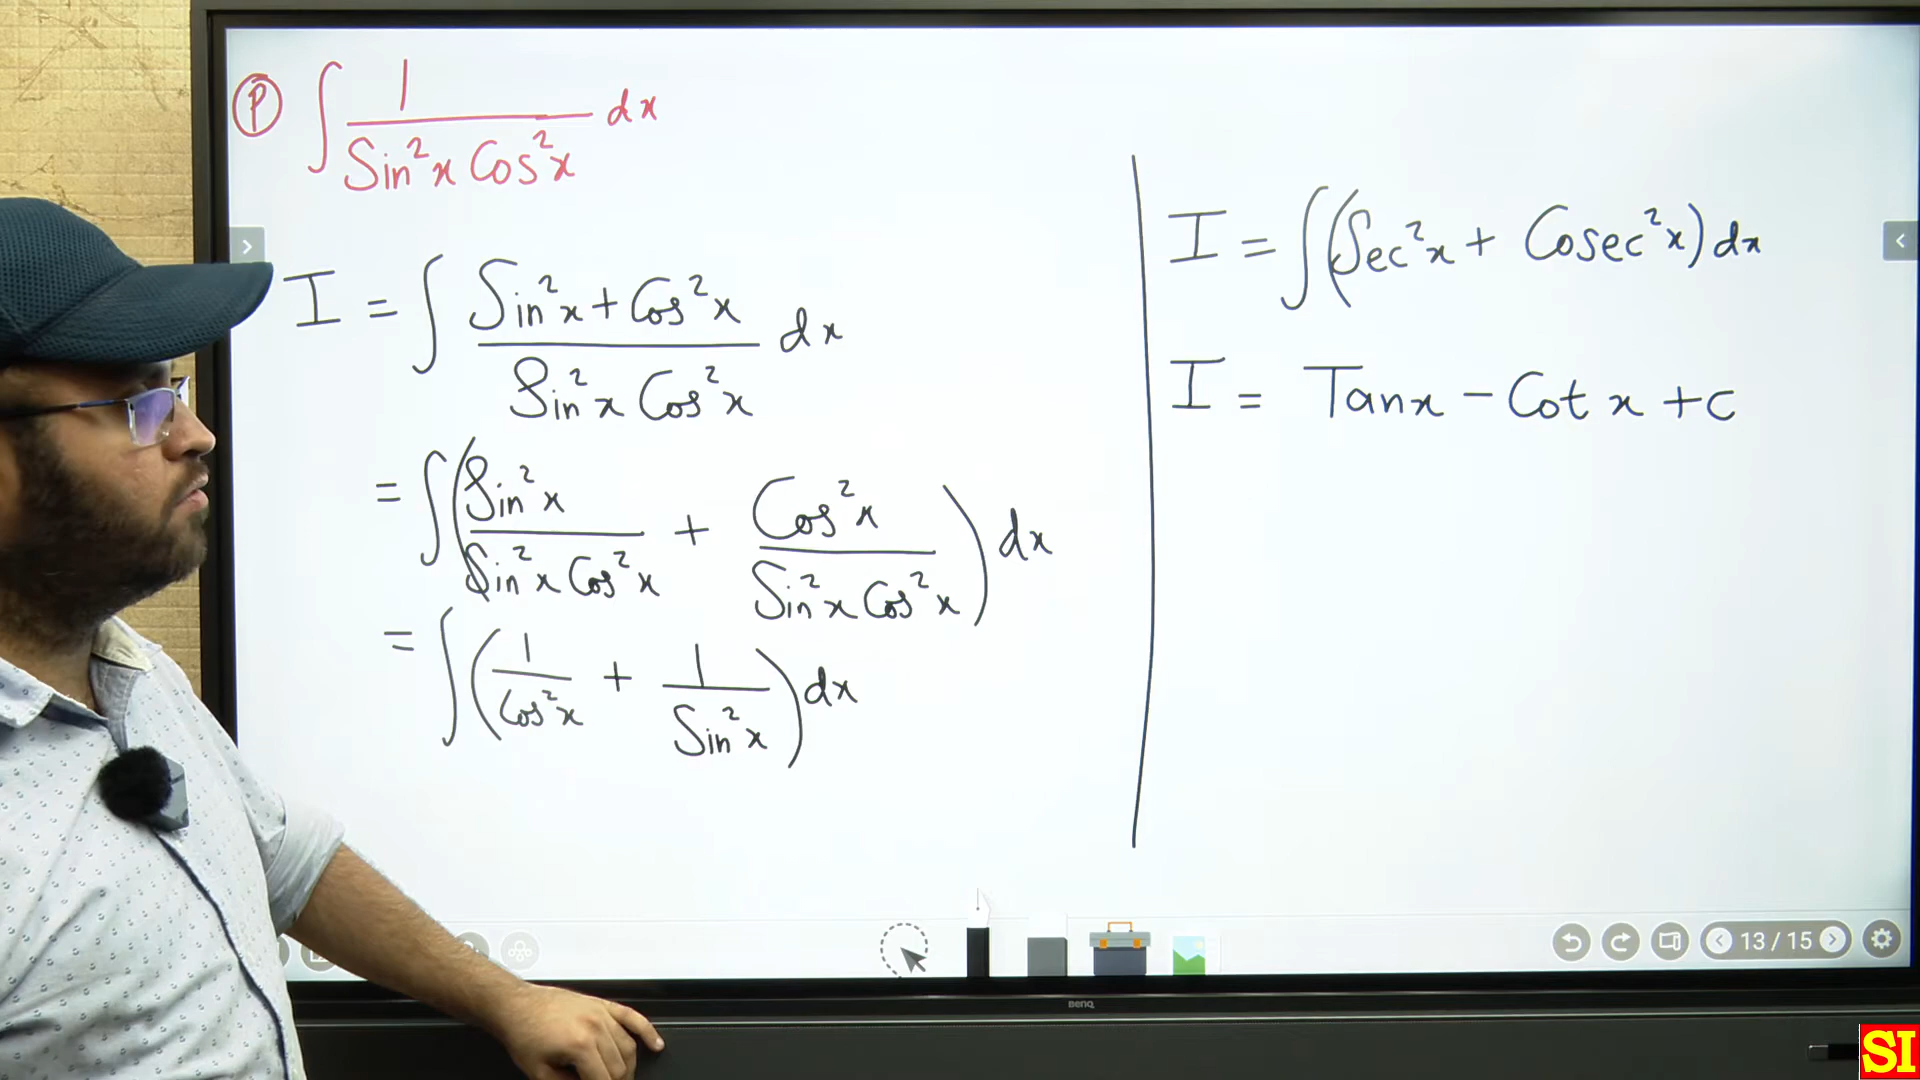 Ⓟ ∫ 1 / (Sin²x Cos²x) dx
I = ∫ (Sin²x + Cos²x) / (Sin²x Cos²x) dx
= ∫ ( Sin²x / (Sin²x Cos²x) + Cos²x / (Sin²x Cos²x) ) dx
= ∫ ( 1 / Cos²x + 1 / Sin²x ) dx
I = ∫ (Sec²x + Cosec²x) dx
I = Tanx - Cot x + C
13 / 15
BenQ
SI